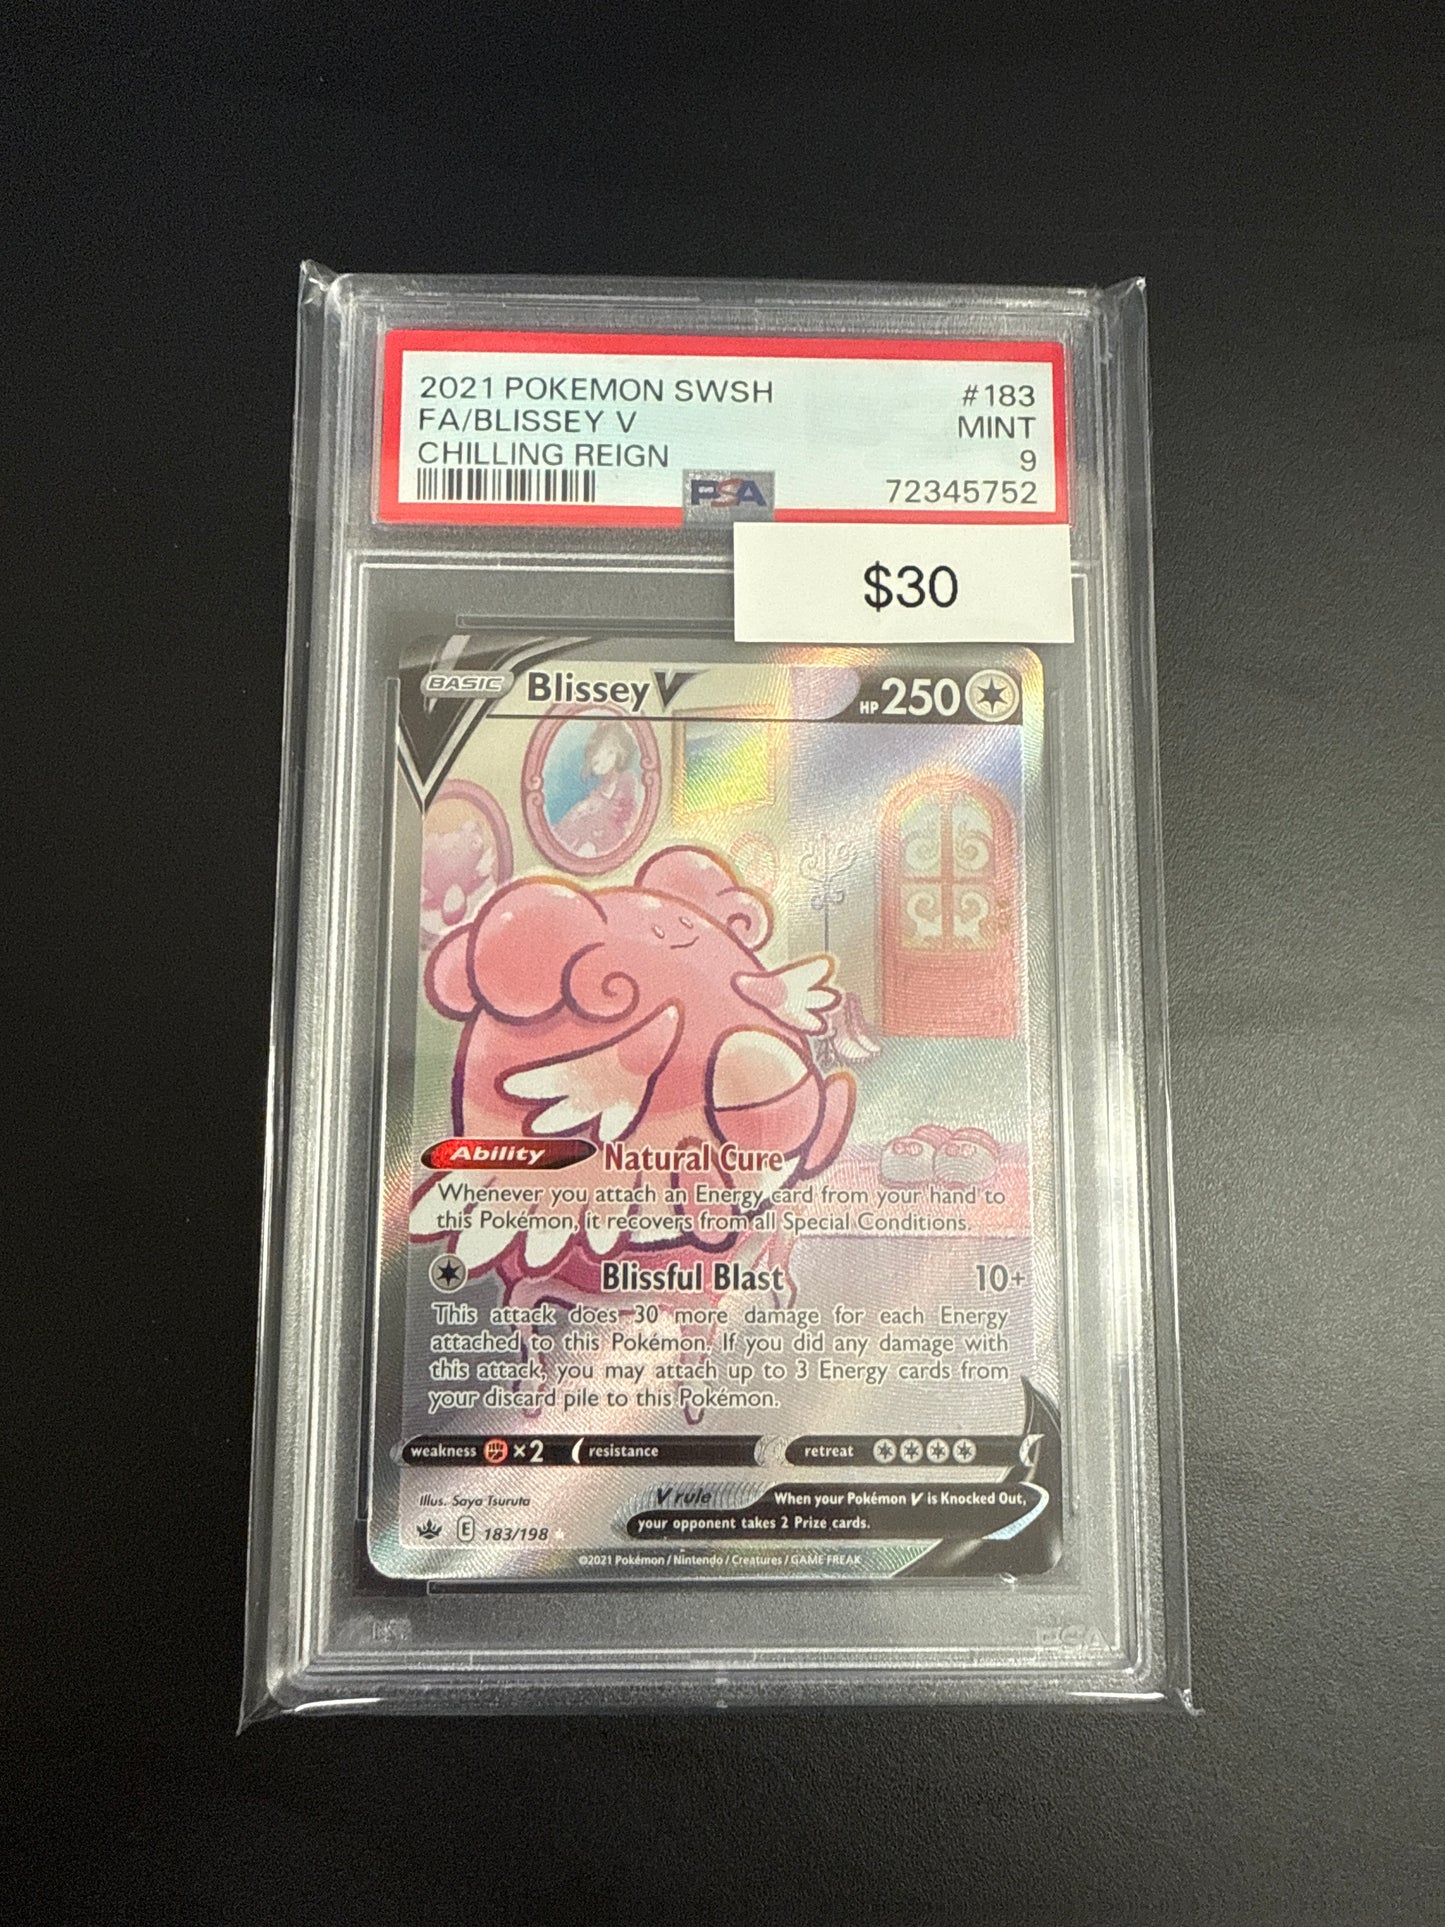 2021 POKEMON SWSH #183
FA/BLISSEY V MINT
CHILLING REIGN 9
PSA 72345752
$30
BASIC Blissey V HP 250
Ability Natural Cure
Whenever you attach an Energy card from your hand to
this Pokémon, it recovers from all Special Conditions.
Blissful Blast 10+
This attack does 30 more damage for each Energy
attached to this Pokémon. If you did any damage with
this attack, you may attach up to 3 Energy cards from
your discard pile to this Pokémon.
weakness ×2 resistance retreat
Illus. Saya Tsuruta
V rule When your Pokémon V is Knocked Out,
your opponent takes 2 Prize cards.
E 183/198
©2021 Pokémon / Nintendo / Creatures / GAME FREAK
PSA